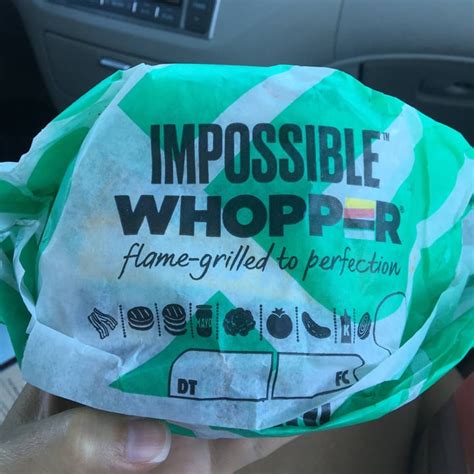 IMPOSSIBLE™
WHOPPER®
flame-grilled to perfection
MAYO K
DT FC